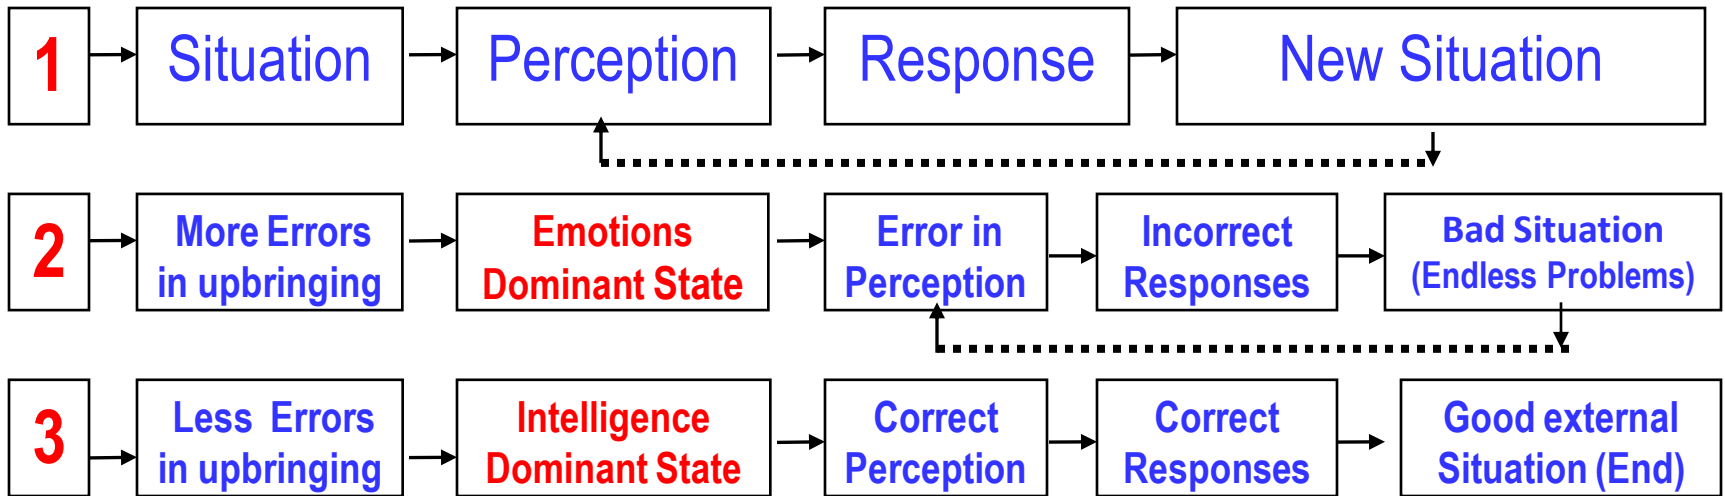 1
Situation
Perception
Response
New Situation
2
More Errors
in upbringing
Emotions
Dominant State
Error in
Perception
Incorrect
Responses
Bad Situation
(Endless Problems)
3
Less Errors
in upbringing
Intelligence
Dominant State
Correct
Perception
Correct
Responses
Good external
Situation (End)